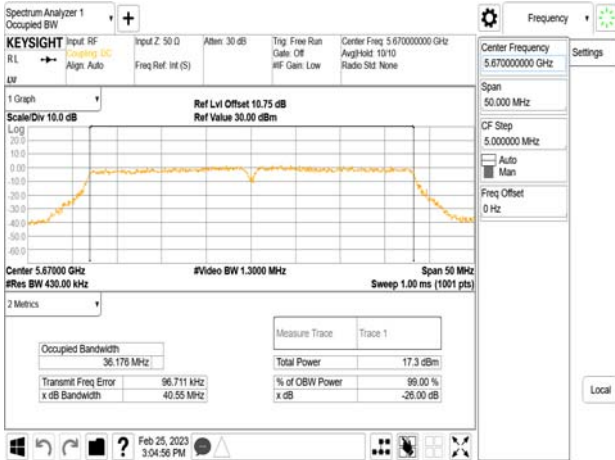 Spectrum Analyzer 1
Occupied BW
Frequency
KEYSIGHT
Input: RF
Input Z: 50 Ω
Atten: 30 dB
Trig: Free Run
Center Freq: 5.670000000 GHz
Coupling: DC
Gate: Off
Avg|Hold: 10/10
RL
Align: Auto
Freq Ref: Int (S)
#IF Gain: Low
Radio Std: None
Center Frequency
5.670000000 GHz
Settings
Span
50.000 MHz
CF Step
5.000000 MHz
Auto
Man
Freq Offset
0 Hz
Local
1 Graph
Ref Lvl Offset 10.75 dB
Scale/Div 10.0 dB
Ref Value 30.00 dBm
Log
20.0
10.0
0.00
-10.0
-20.0
-30.0
-40.0
-50.0
-60.0
Center 5.67000 GHz
#Video BW 1.3000 MHz
Span 50 MHz
#Res BW 430.00 kHz
Sweep 1.00 ms (1001 pts)
2 Metrics
Measure Trace
Trace 1
Occupied Bandwidth
36.176 MHz
Total Power
17.3 dBm
Transmit Freq Error
96.711 kHz
% of OBW Power
99.00 %
x dB Bandwidth
40.55 MHz
x dB
-26.00 dB
Feb 25, 2023
3:04:56 PM